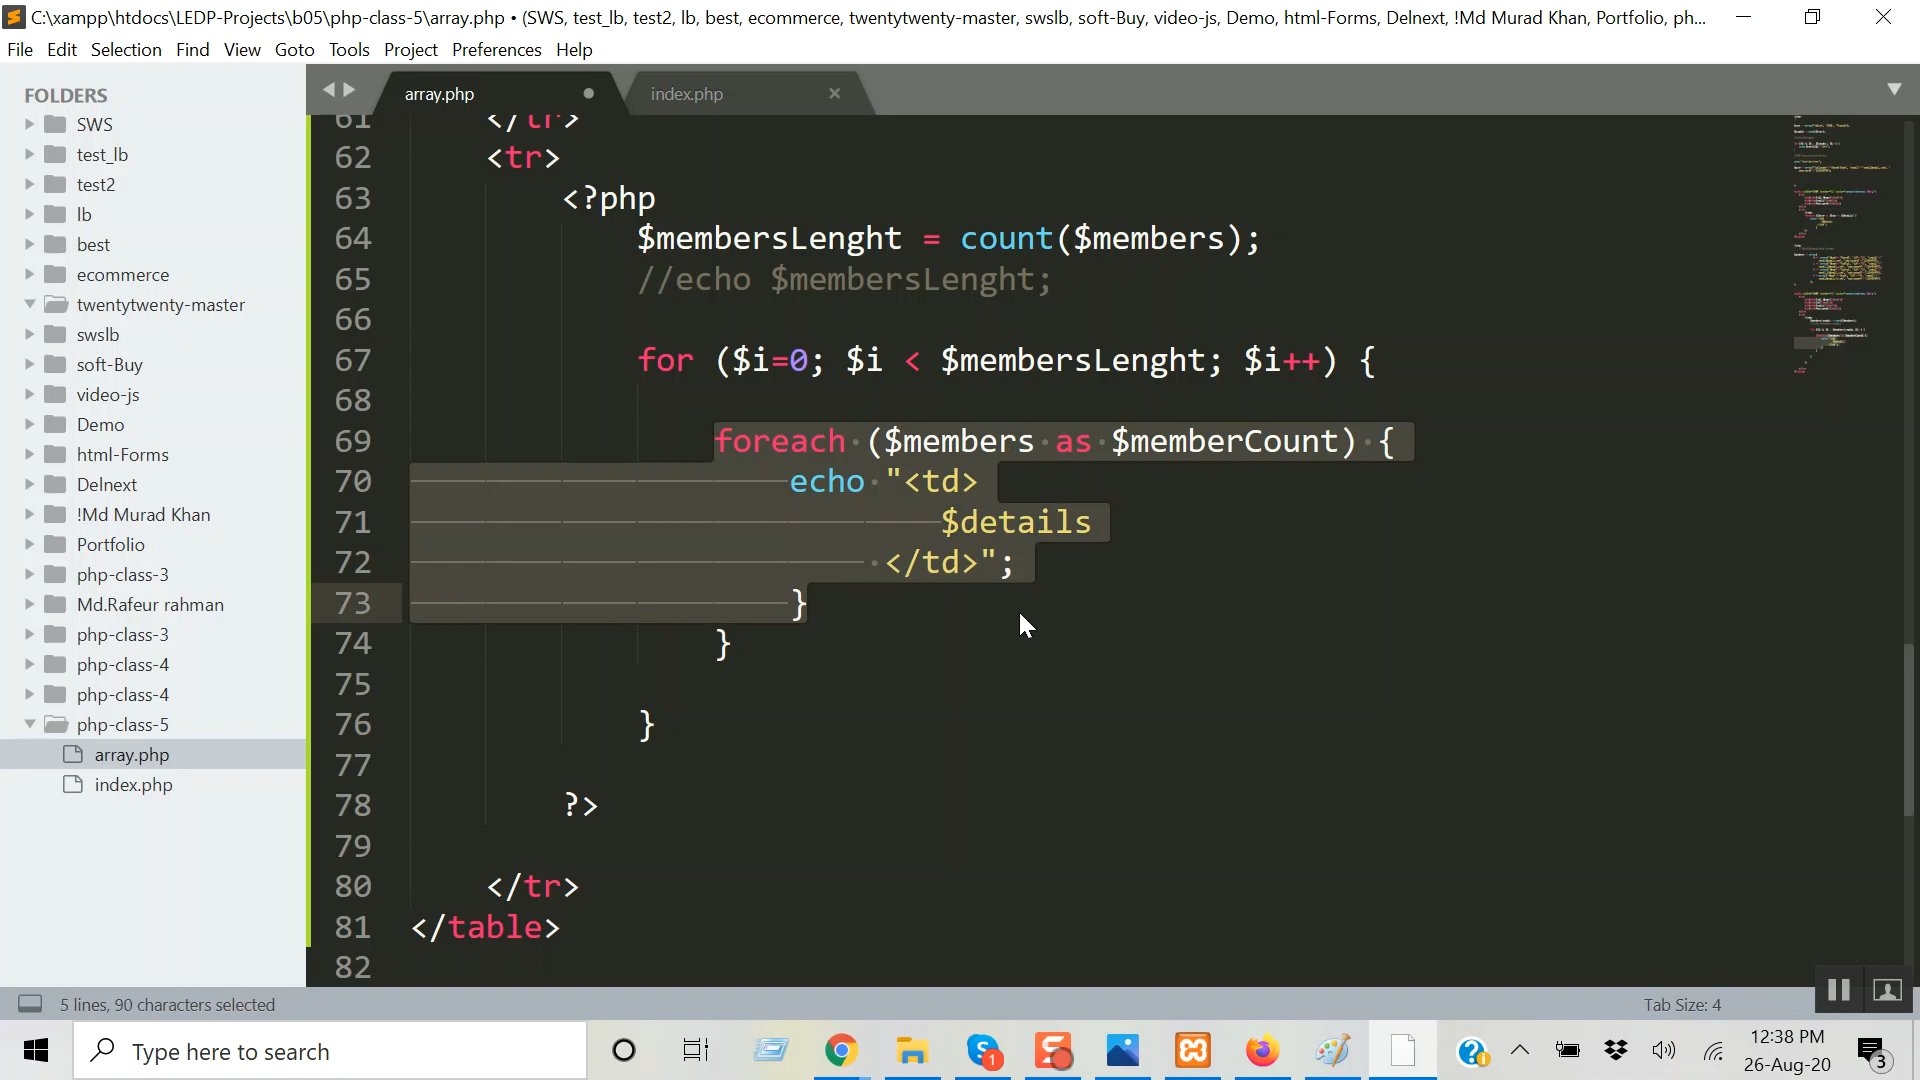 C:\xampp\htdocs\LEDP-Projects\b05\php-class-5\array.php • (SWS, test_lb, test2, lb, best, ecommerce, twentytwenty-master, swslb, soft-Buy, video-js, Demo, html-Forms, Delnext, !Md Murad Khan, Portfolio, ph...
File Edit Selection Find View Goto Tools Project Preferences Help
FOLDERS
SWS
test_lb
test2
lb
best
ecommerce
twentytwenty-master
swslb
soft-Buy
video-js
Demo
html-Forms
Delnext
!Md Murad Khan
Portfolio
php-class-3
Md.Rafeur rahman
php-class-3
php-class-4
php-class-4
php-class-5
array.php
index.php
array.php index.php
61 </tr>
62 <tr>
63 <?php
64 $membersLenght = count($members);
65 //echo $membersLenght;
66
67 for ($i=0; $i < $membersLenght; $i++) {
68
69 foreach ($members as $memberCount) {
70 echo "<td>
71 $details
72 </td>";
73 }
74 }
75
76 }
77
78 ?>
79
80 </tr>
81 </table>
82
5 lines, 90 characters selected Tab Size: 4
Type here to search
1
12:38 PM
26-Aug-20
3